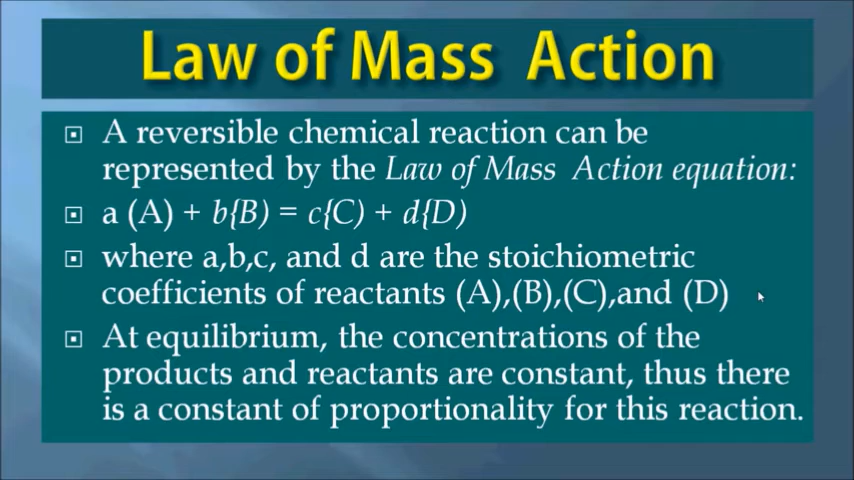 Law of Mass Action
A reversible chemical reaction can be
represented by the Law of Mass Action equation:
a (A) + b{B) = c{C) + d{D)
where a,b,c, and d are the stoichiometric
coefficients of reactants (A),(B),(C),and (D)
At equilibrium, the concentrations of the
products and reactants are constant, thus there
is a constant of proportionality for this reaction.